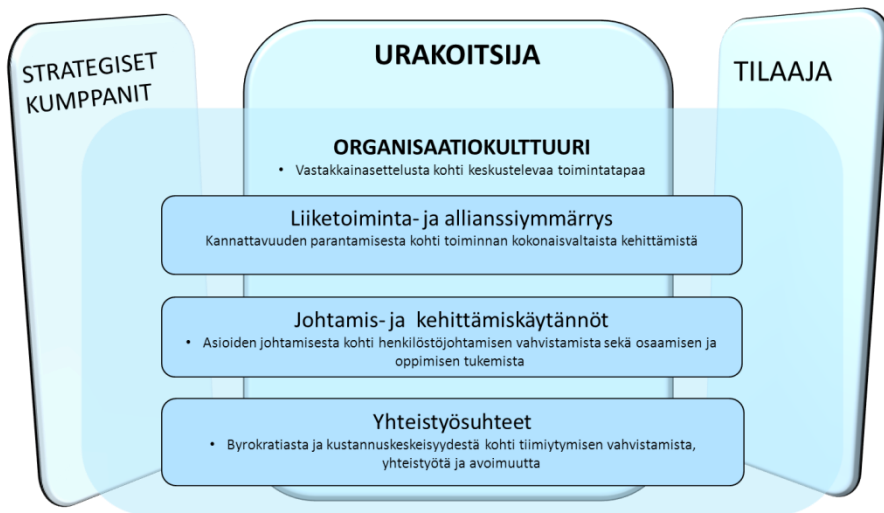 STRATEGISET
KUMPPANIT
URAKOITSIJA
TILAAJA
ORGANISAATIOKULTTUURI
• Vastakkainasettelusta kohti keskustelevaa toimintatapaa
Liiketoiminta- ja allianssiymmärrys
Kannattavuuden parantamisesta kohti toiminnan kokonaisvaltaista kehittämistä
Johtamis- ja kehittämiskäytännöt
• Asioiden johtamisesta kohti henkilöstöjohtamisen vahvistamista sekä osaamisen ja
oppimisen tukemista
Yhteistyösuhteet
• Byrokratiasta ja kustannuskeskeisyydestä kohti tiimiytymisen vahvistamista,
yhteistyötä ja avoimuutta